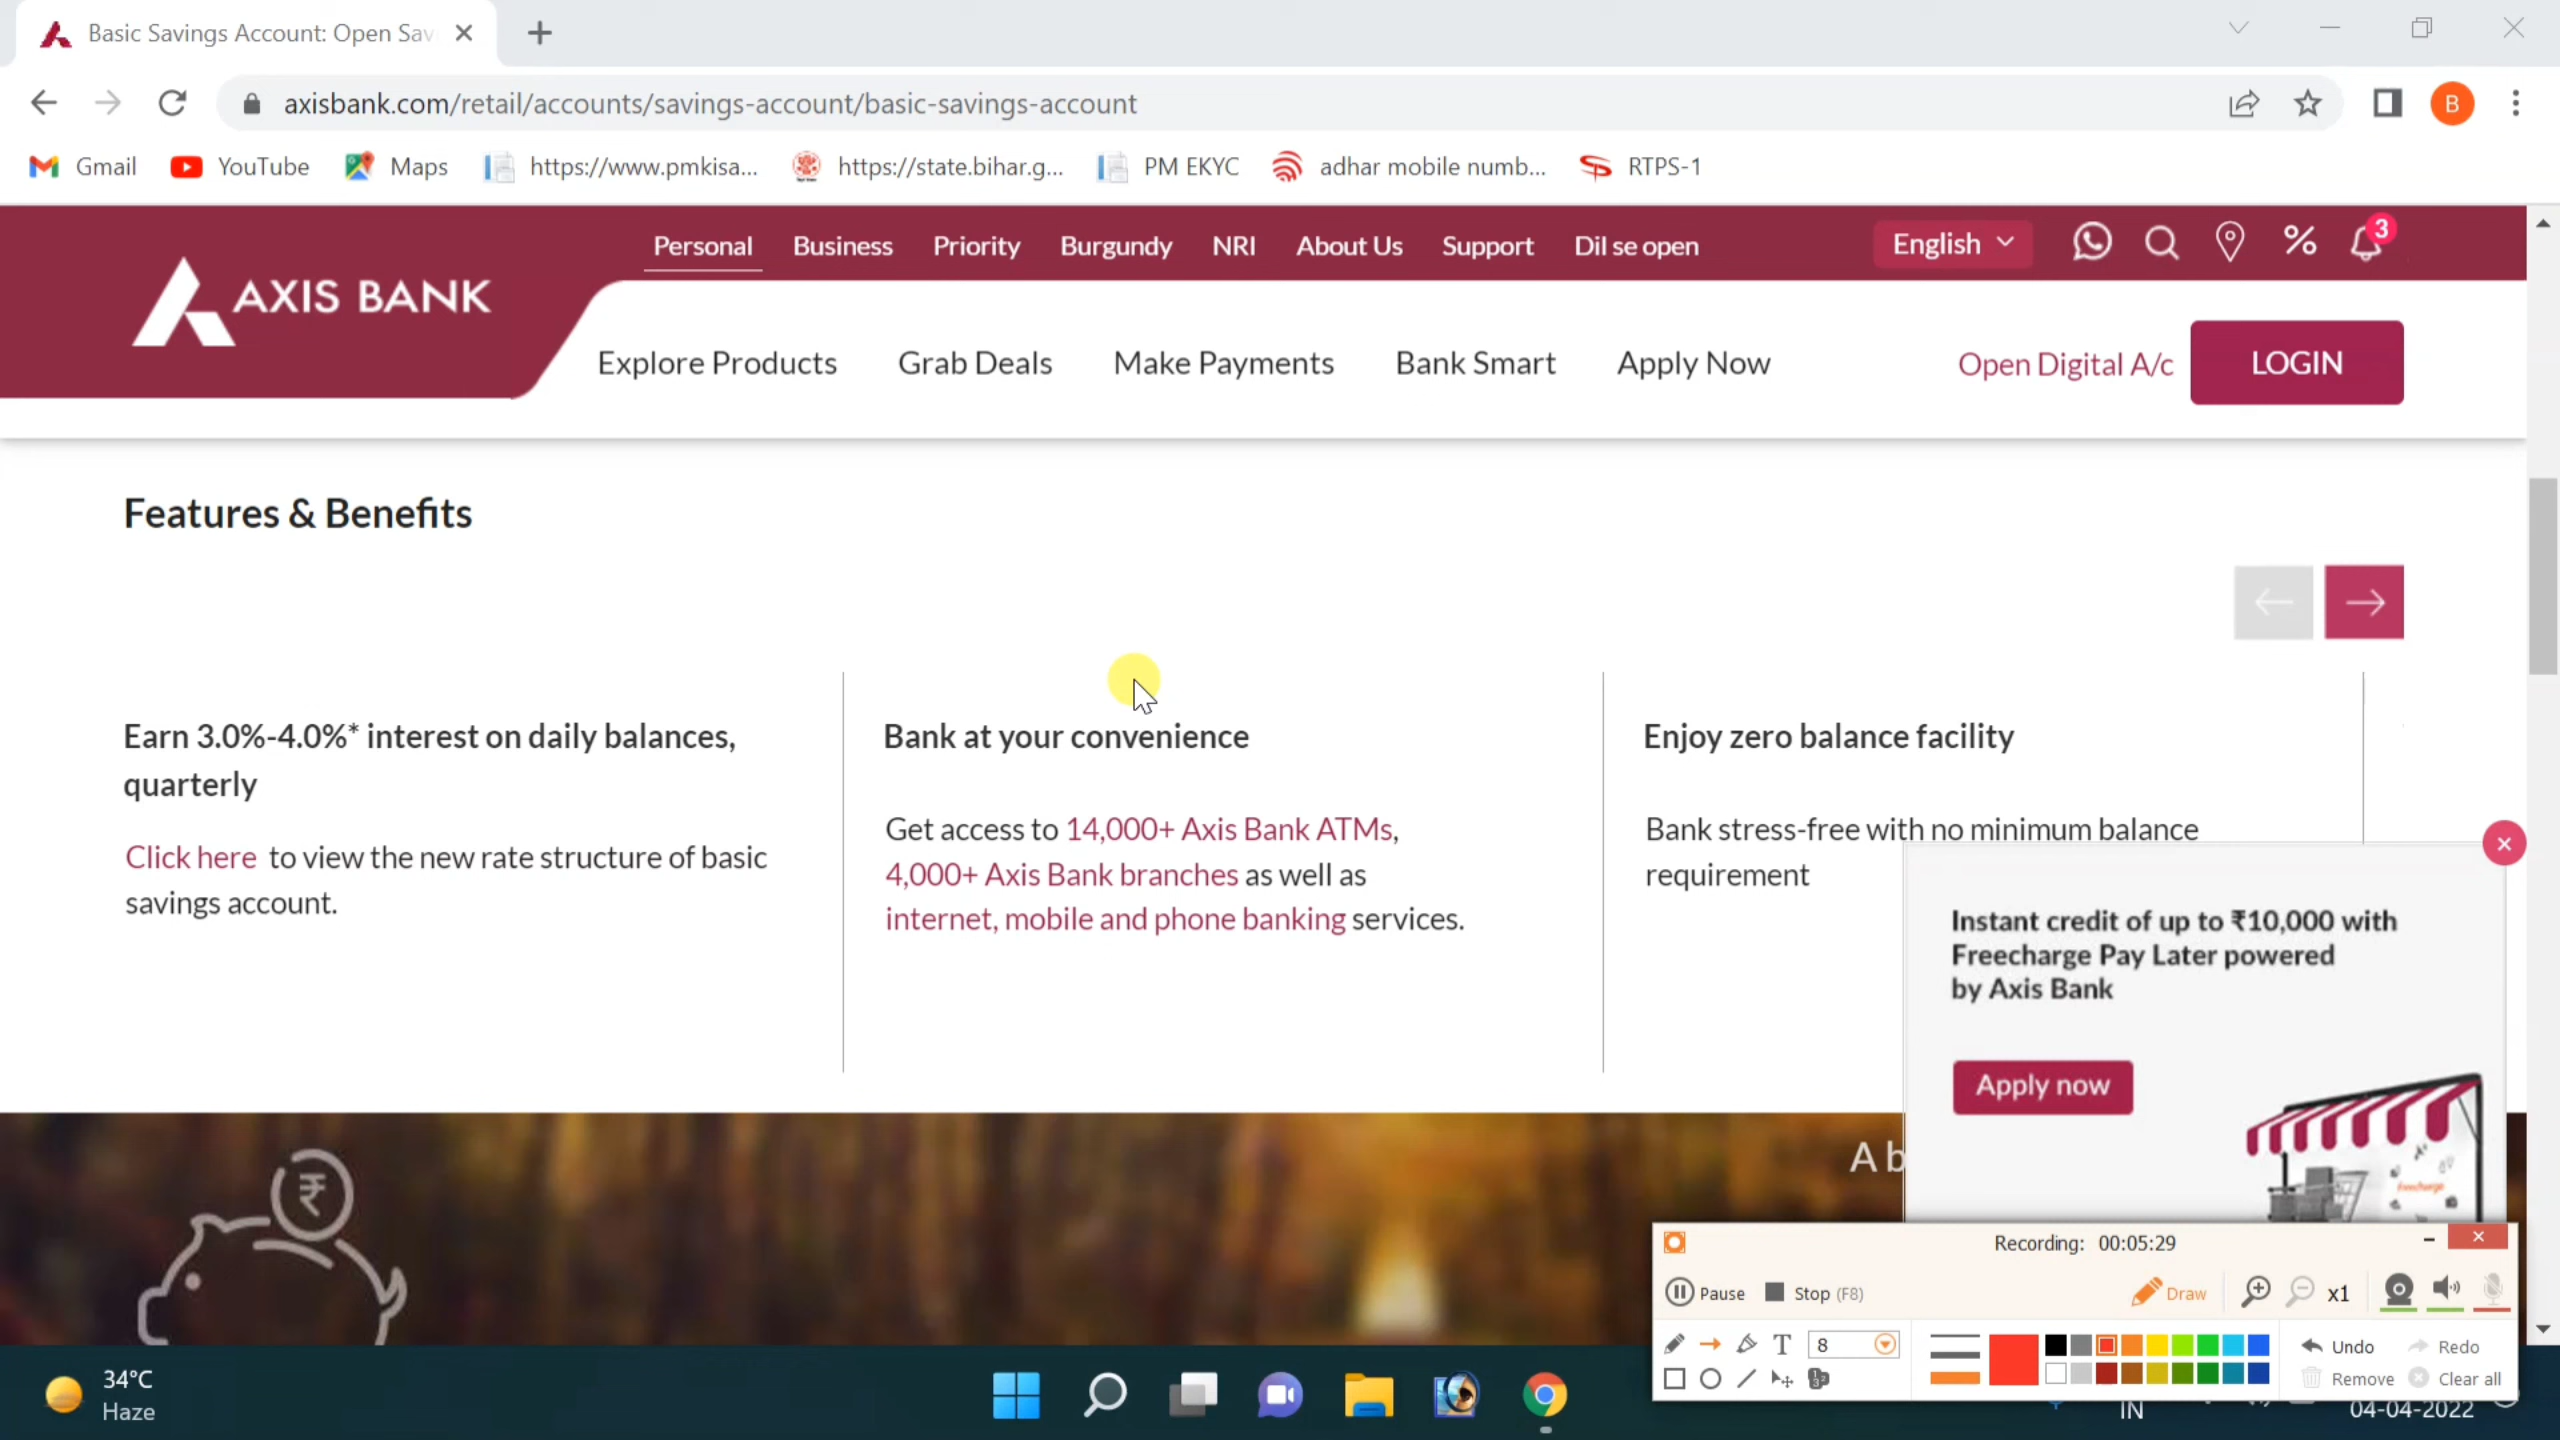 Basic Savings Account: Open Sav
axisbank.com/retail/accounts/savings-account/basic-savings-account
B
Gmail
YouTube
Maps
https://www.pmkisa...
https://state.bihar.g...
PM EKYC
adhar mobile numb...
RTPS-1
AXIS BANK
Personal
Business
Priority
Burgundy
NRI
About Us
Support
Dil se open
English
%
3
Explore Products
Grab Deals
Make Payments
Bank Smart
Apply Now
Open Digital A/c
LOGIN
Features & Benefits
Earn 3.0%-4.0%* interest on daily balances,
quarterly
Click here to view the new rate structure of basic
savings account.
Bank at your convenience
Get access to 14,000+ Axis Bank ATMs,
4,000+ Axis Bank branches as well as
internet, mobile and phone banking services.
Enjoy zero balance facility
Bank stress-free with no minimum balance
requirement
Instant credit of up to ₹10,000 with
Freecharge Pay Later powered
by Axis Bank
Apply now
freecharge
₹
Ab
Recording: 00:05:29
Pause
Stop (F8)
Draw
x1
T
8
Undo
Redo
Remove
Clear all
34°C
Haze
IN
04-04-2022